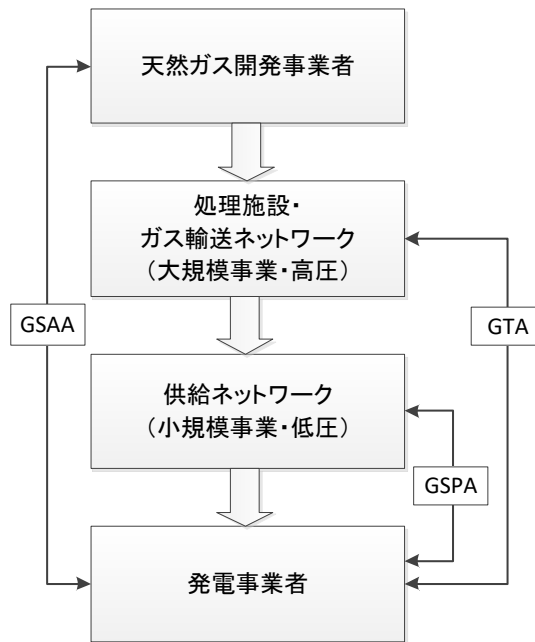 天然ガス開発事業者
処理施設・
ガス輸送ネットワーク
（大規模事業・高圧）
GSAA
GTA
供給ネットワーク
（小規模事業・低圧）
GSPA
発電事業者